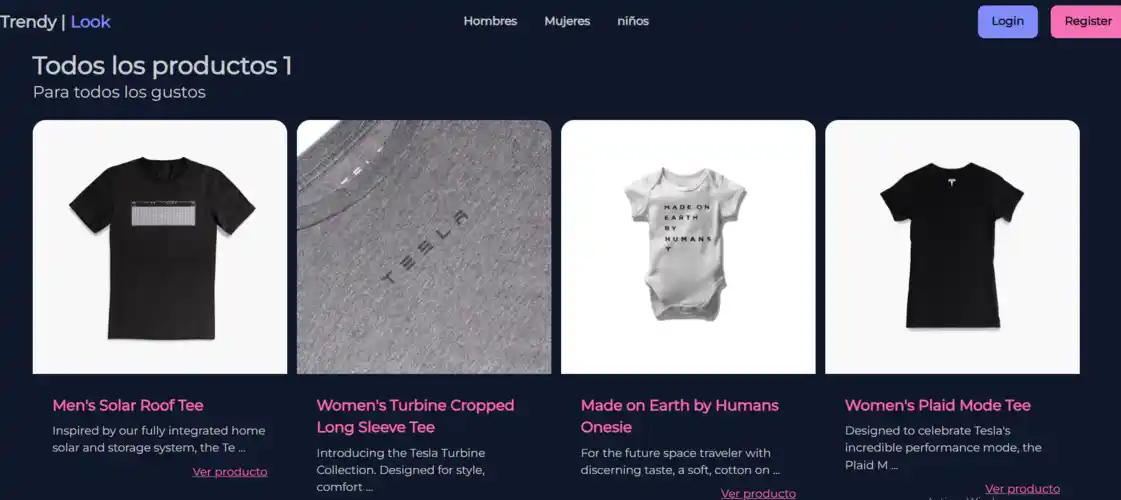 Trendy | Look
Hombres Mujeres niños
Login Register
Todos los productos 1
Para todos los gustos
TESLA
MADE ON
EARTH
BY
HUMANS
Men's Solar Roof Tee
Inspired by our fully integrated home
solar and storage system, the Te ...
Ver producto
Women's Turbine Cropped
Long Sleeve Tee
Introducing the Tesla Turbine
Collection. Designed for style,
comfort ...
Made on Earth by Humans
Onesie
For the future space traveler with
discerning taste, a soft, cotton on ...
Ver producto
Women's Plaid Mode Tee
Designed to celebrate Tesla's
incredible performance mode, the
Plaid M ...
Ver producto